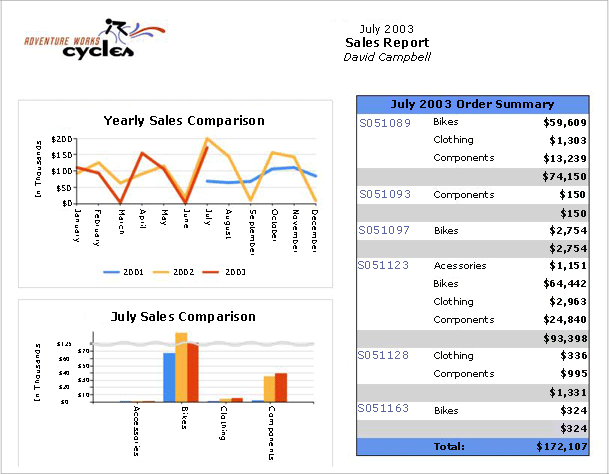 ADVENTURE WORKS
cycles
July 2003
Sales Report
David Campbell
Yearly Sales Comparison
In Thousands
$200
$150
$100
$50
$0
January
February
March
April
May
June
July
August
September
October
November
December
2001
2002
2003
July Sales Comparison
In Thousands
$125
$70
$60
$40
$20
$0
Accessories
Bikes
Clothing
Components
July 2003 Order Summary
SO51089 Bikes $59,609
Clothing $1,303
Components $13,239
$74,150
SO51093 Components $150
$150
SO51097 Bikes $2,754
$2,754
SO51123 Acessories $1,151
Bikes $64,442
Clothing $2,963
Components $24,840
$93,398
SO51128 Clothing $336
Components $995
$1,331
SO51163 Bikes $324
$324
Total: $172,107